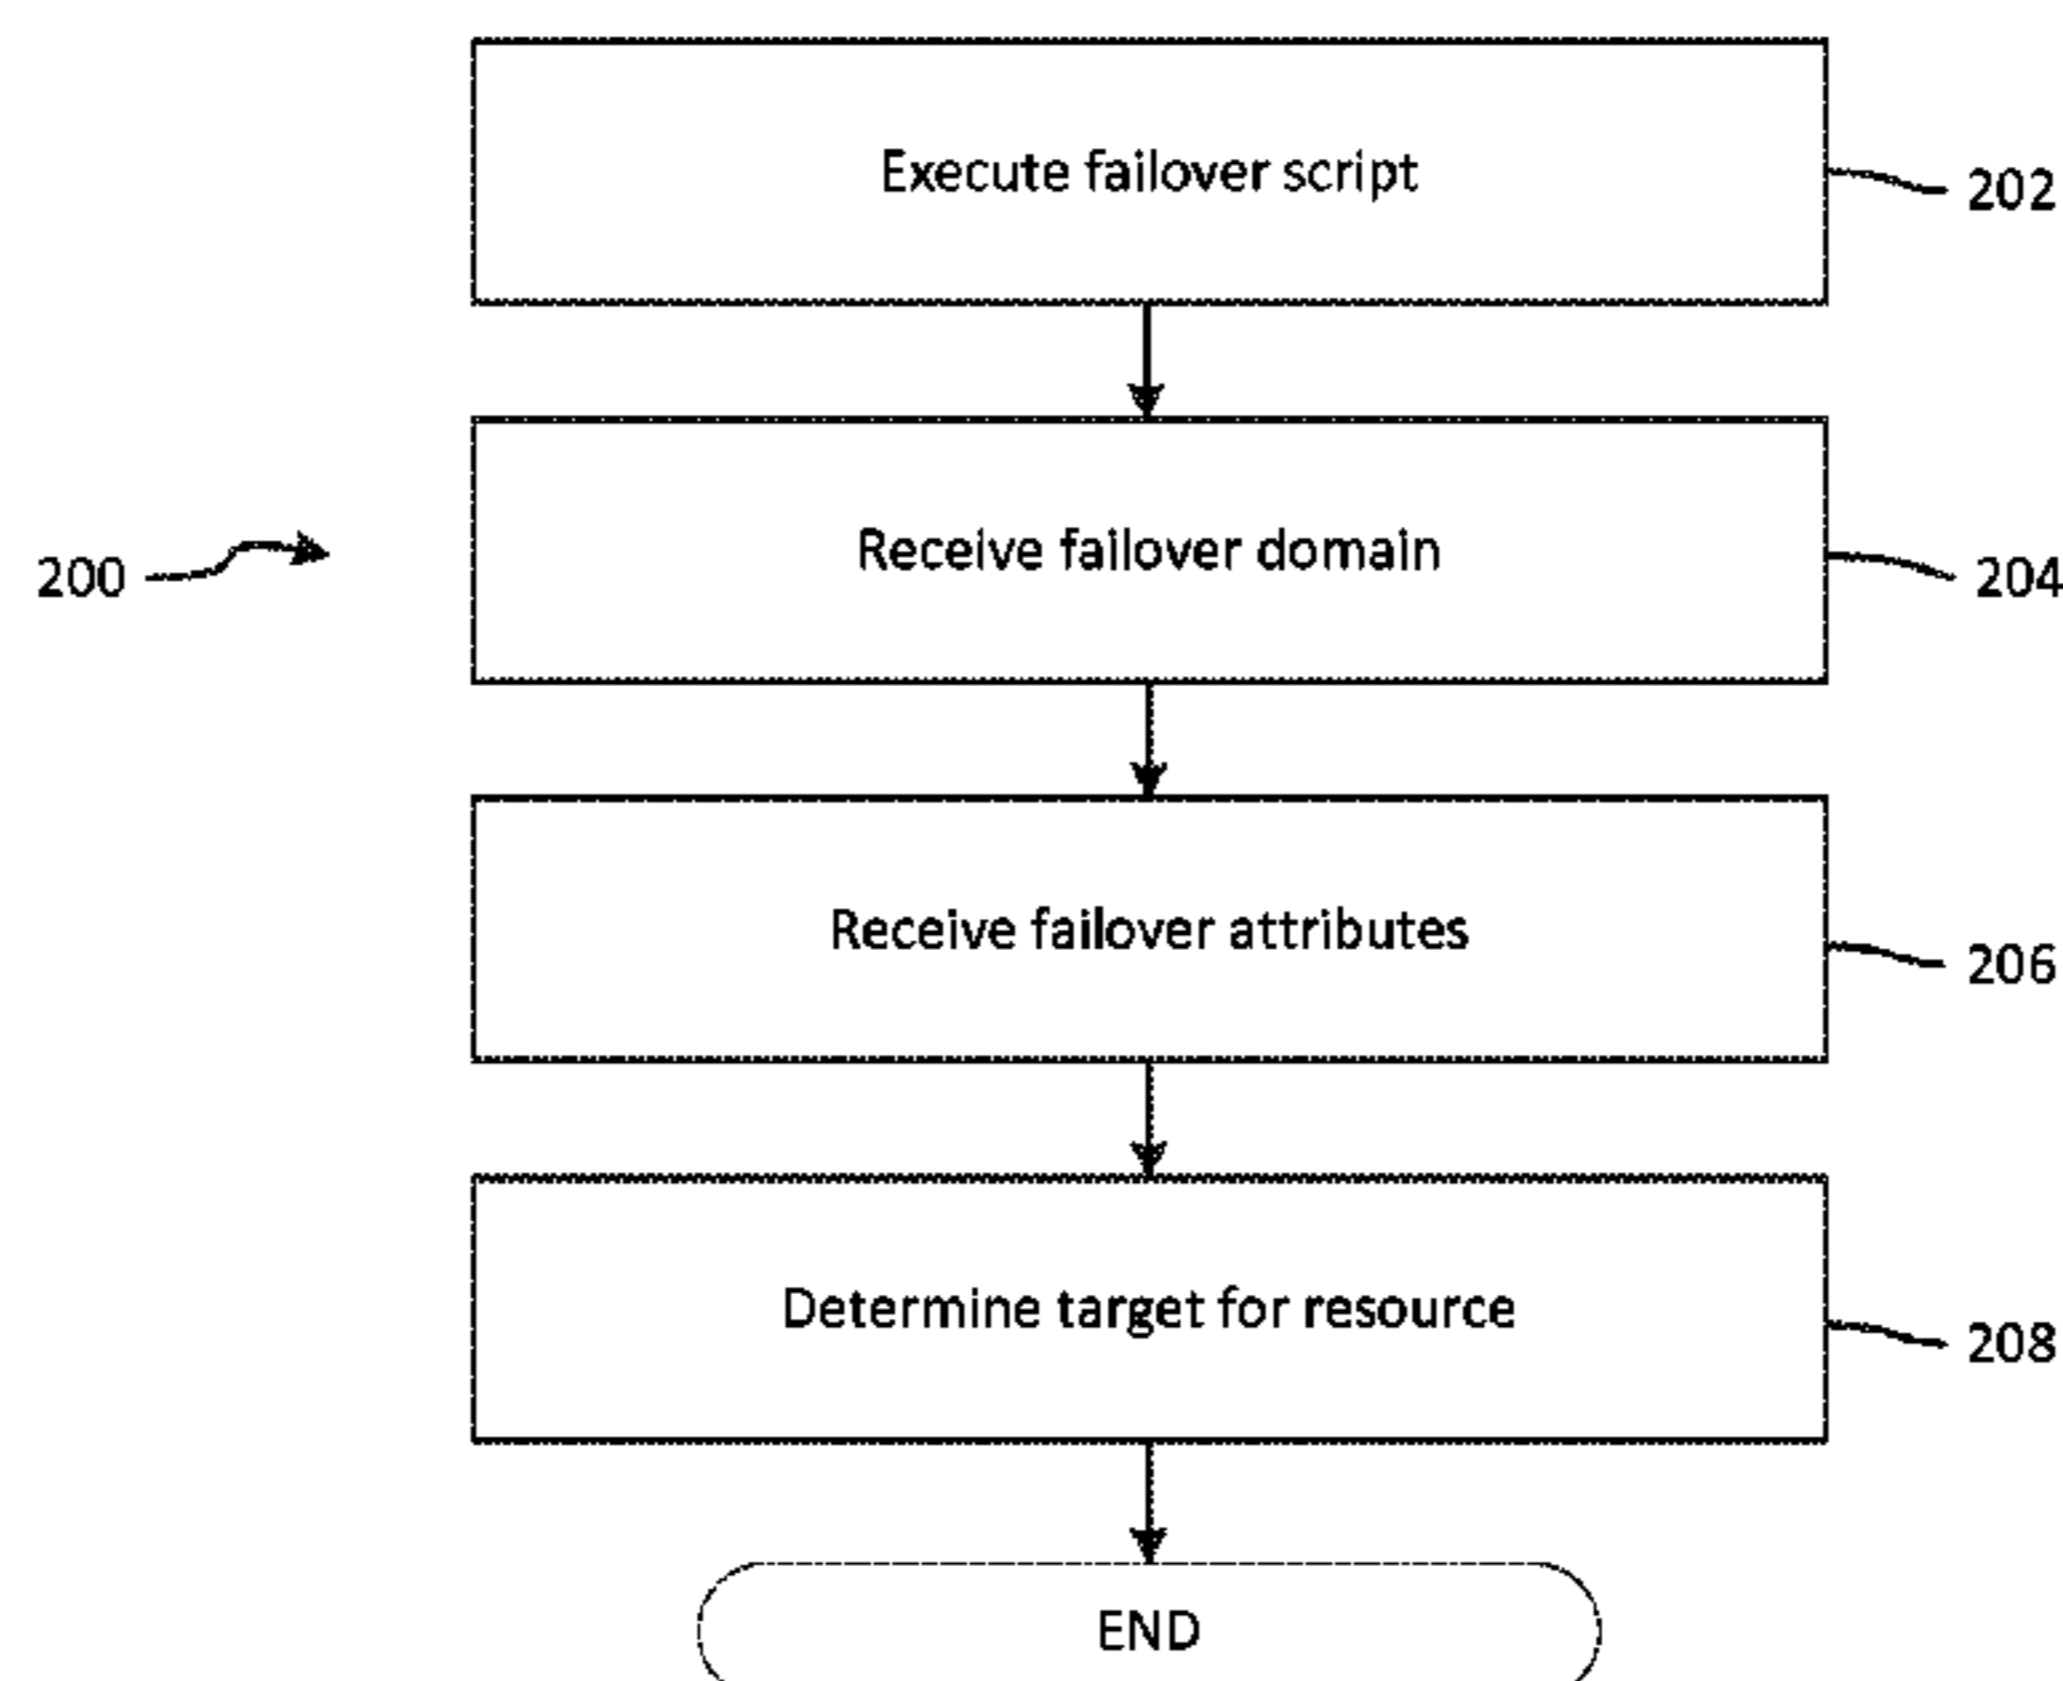 Execute failover script
202
Receive failover domain
200
204
Receive failover attributes
206
Determine target for resource
208
END